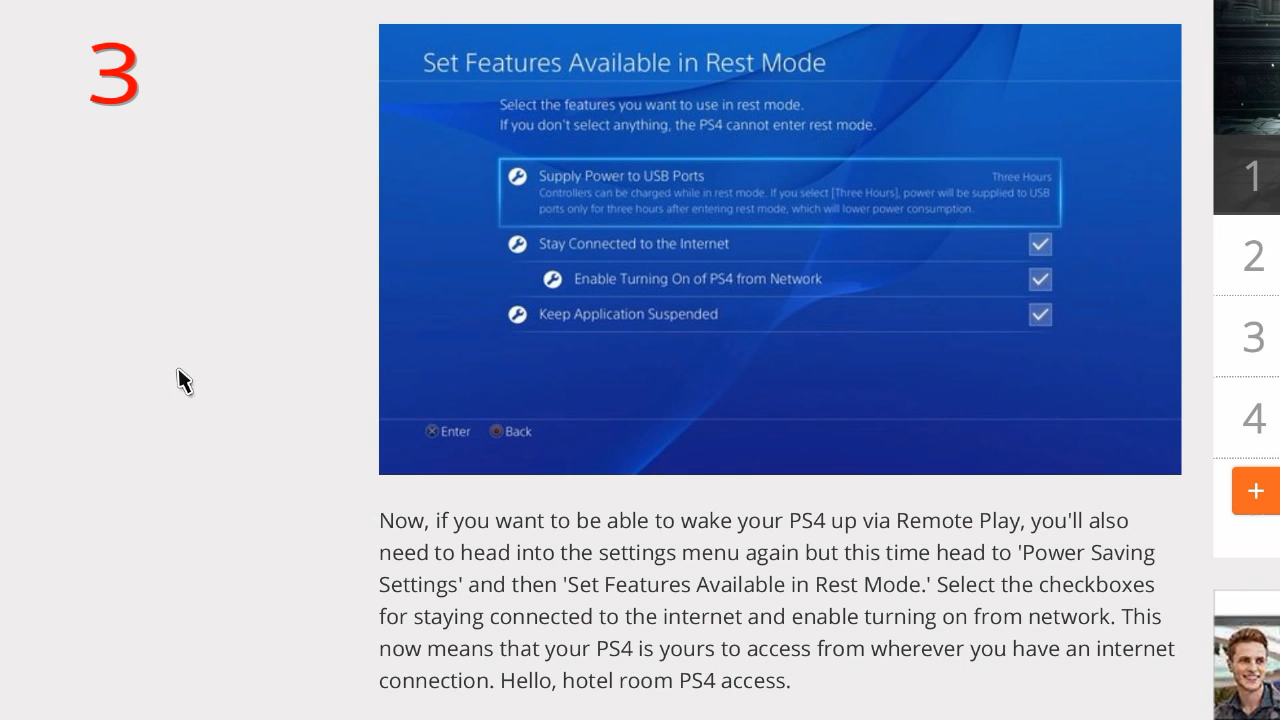 3
Set Features Available in Rest Mode
Select the features you want to use in rest mode.
If you don't select anything, the PS4 cannot enter rest mode.
Supply Power to USB Ports
Three Hours
Controllers can be charged while in rest mode. If you select [Three Hours], power will be supplied to USB
ports only for three hours after entering rest mode, which will lower power consumption.
Stay Connected to the Internet
Enable Turning On of PS4 from Network
Keep Application Suspended
Enter Back
Now, if you want to be able to wake your PS4 up via Remote Play, you'll also
need to head into the settings menu again but this time head to 'Power Saving
Settings' and then 'Set Features Available in Rest Mode.' Select the checkboxes
for staying connected to the internet and enable turning on from network. This
now means that your PS4 is yours to access from wherever you have an internet
connection. Hello, hotel room PS4 access.
1
2
3
4
+